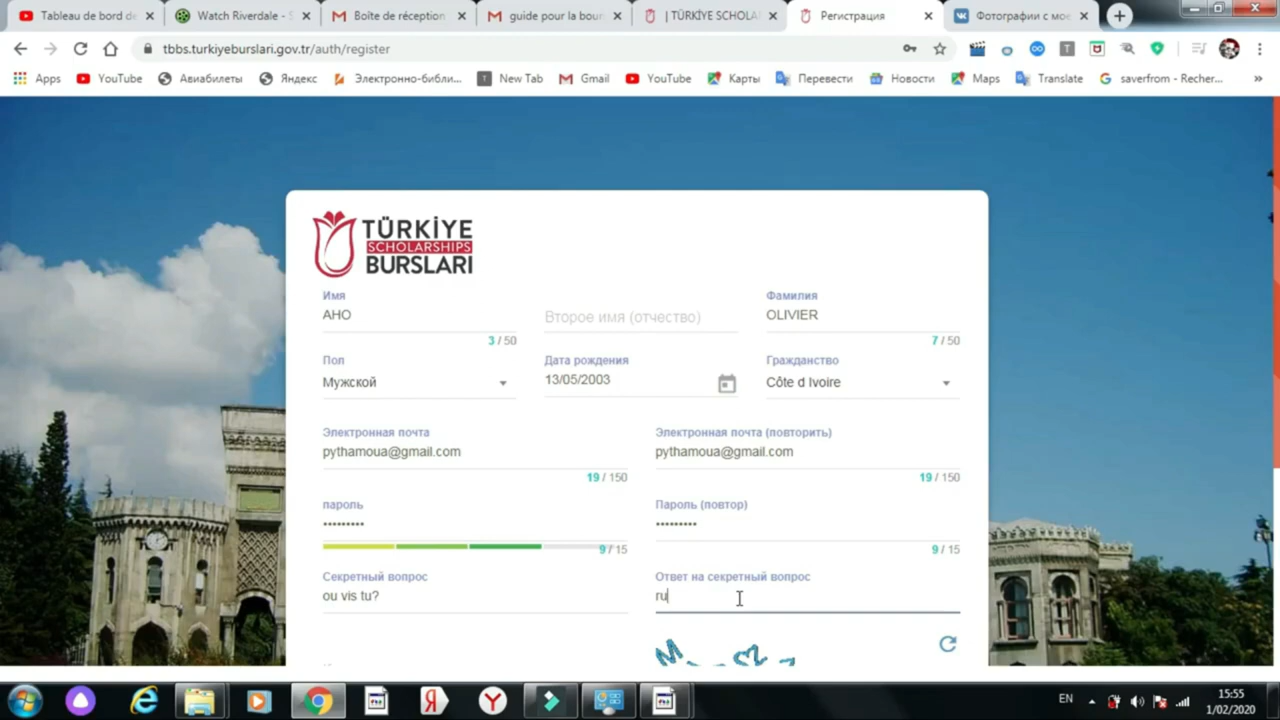 Tableau de bord de
Watch Riverdale - S
Boîte de réception
guide pour la bour
| TÜRKİYE SCHOLA
Регистрация
Фотографии с мое
tbbs.turkiyeburslari.gov.tr/auth/register
Apps
YouTube
Авиабилеты
Яндекс
Электронно-библи...
New Tab
Gmail
YouTube
Карты
Перевести
Новости
Maps
Translate
saverfrom - Recher...
TÜRKİYE
SCHOLARSHIPS
BURSLARI
Имя
Фамилия
AHO
Второе имя (отчество)
OLIVIER
3 / 50
7 / 50
Пол
Дата рождения
Гражданство
Мужской
13/05/2003
Côte d Ivoire
Электронная почта
Электронная почта (повторить)
pythamoua@gmail.com
pythamoua@gmail.com
19 / 150
19 / 150
пароль
Пароль (повтор)
•••••••••
•••••••••
9 / 15
9 / 15
Секретный вопрос
Ответ на секретный вопрос
ou vis tu?
ru
EN
15:55
1/02/2020